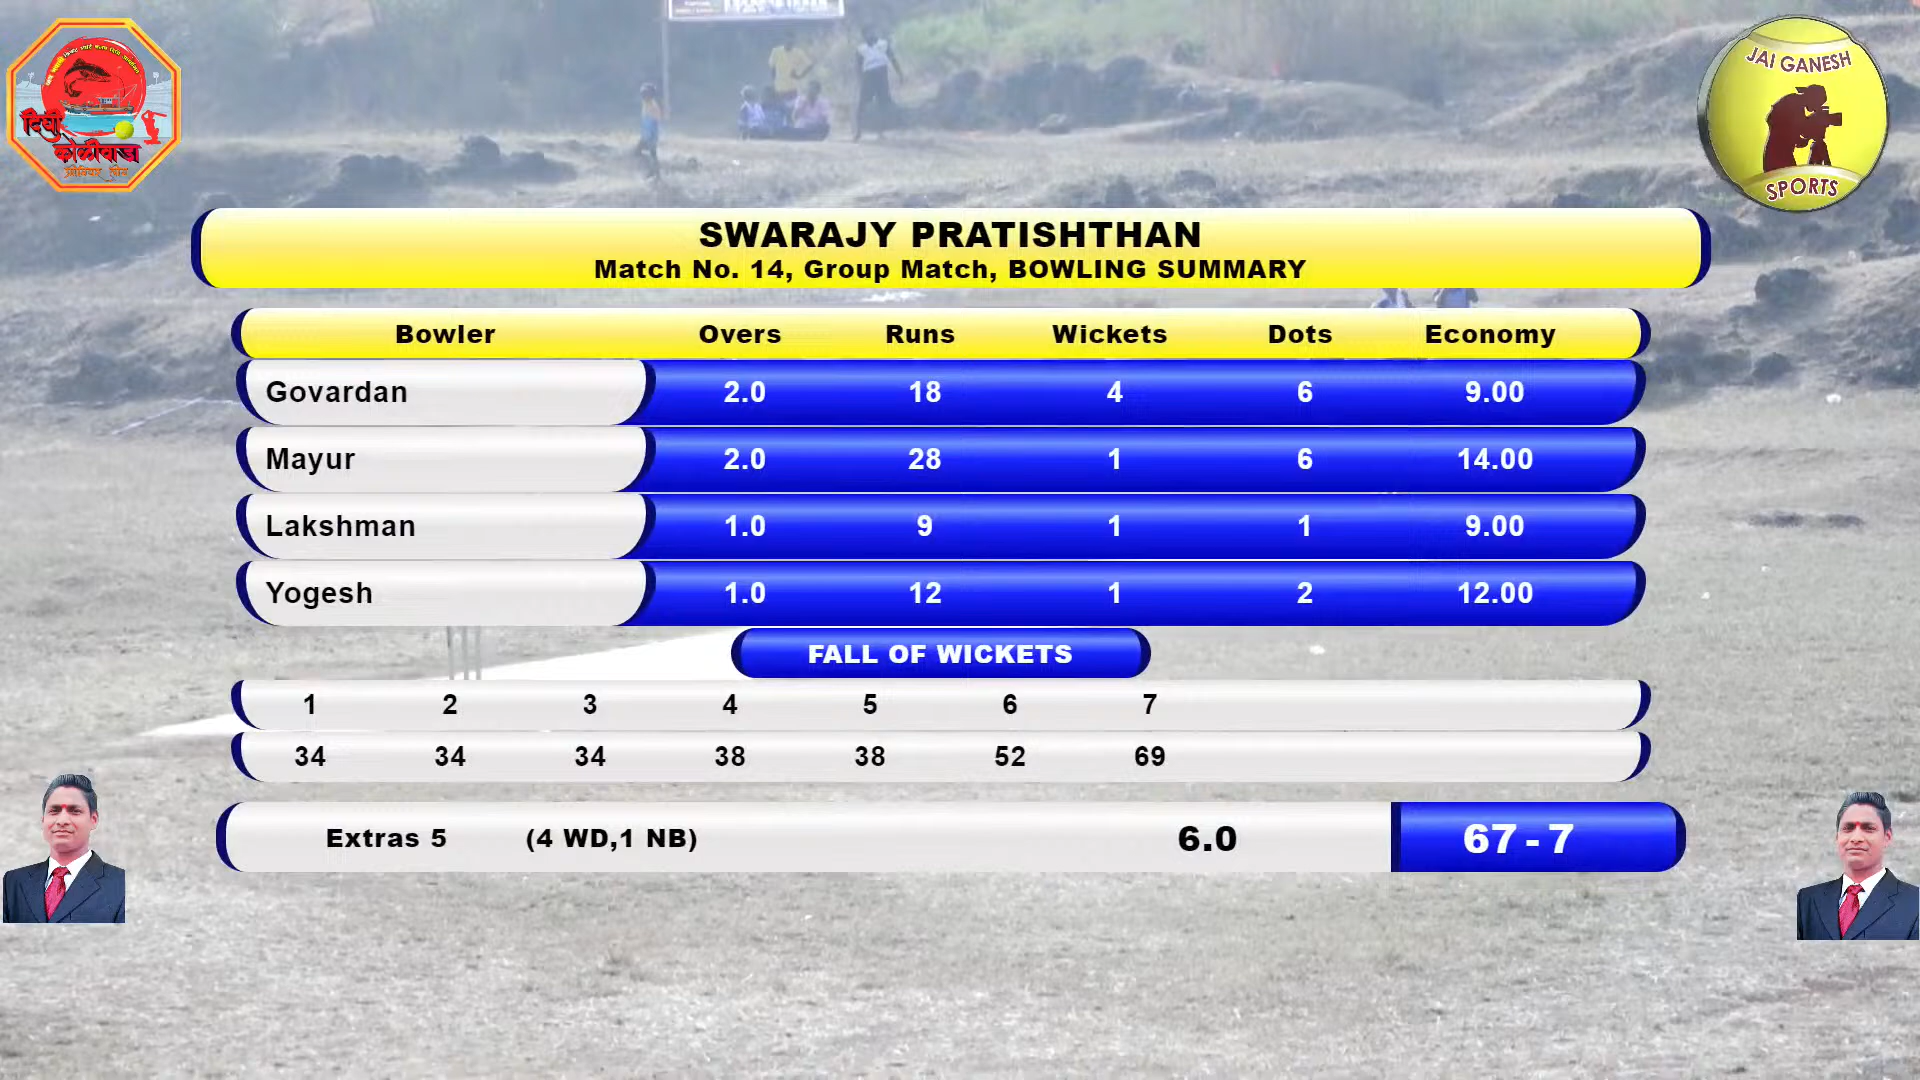 JAI GANESH
SPORTS
दिघी
कोळीवाडा
SWARAJY PRATISHTHAN
Match No. 14, Group Match, BOWLING SUMMARY
Bowler Overs Runs Wickets Dots Economy
Govardan 2.0 18 4 6 9.00
Mayur 2.0 28 1 6 14.00
Lakshman 1.0 9 1 1 9.00
Yogesh 1.0 12 1 2 12.00
FALL OF WICKETS
1 2 3 4 5 6 7
34 34 34 38 38 52 69
Extras 5 (4 WD,1 NB) 6.0 67 - 7